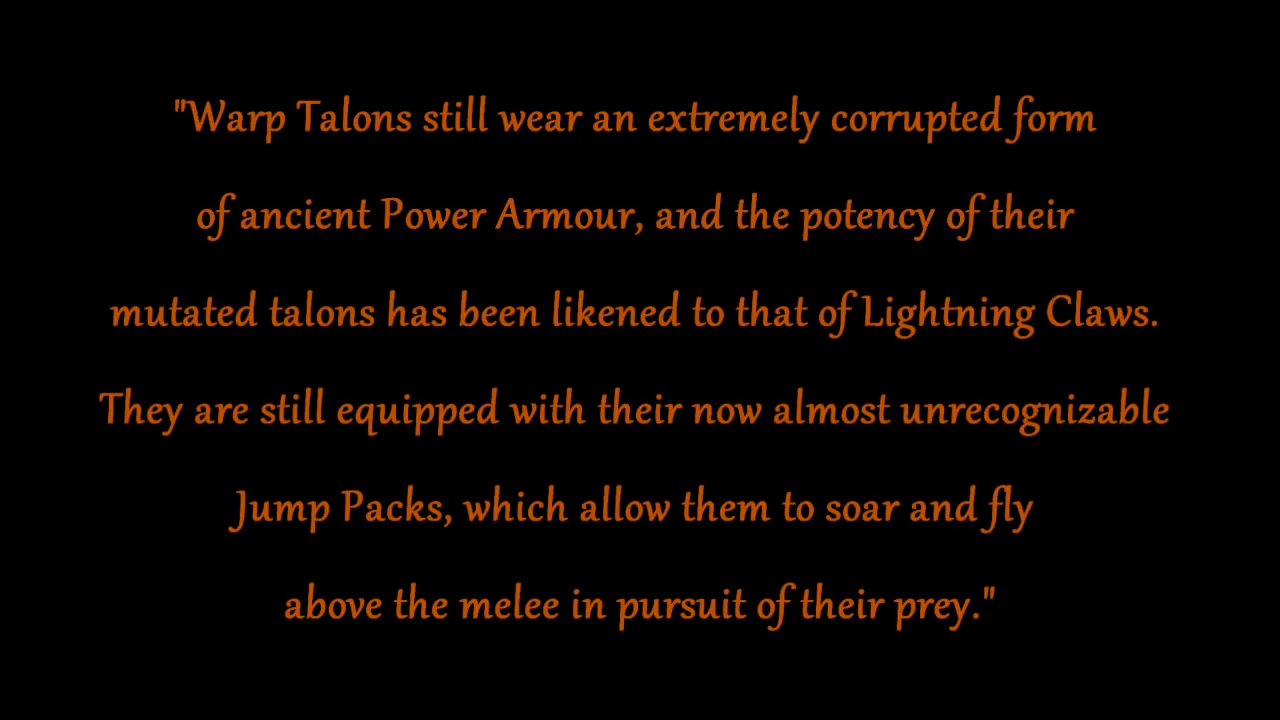 "Warp Talons still wear an extremely corrupted form
of ancient Power Armour, and the potency of their
mutated talons has been likened to that of Lightning Claws.
They are still equipped with their now almost unrecognizable
Jump Packs, which allow them to soar and fly
above the melee in pursuit of their prey."